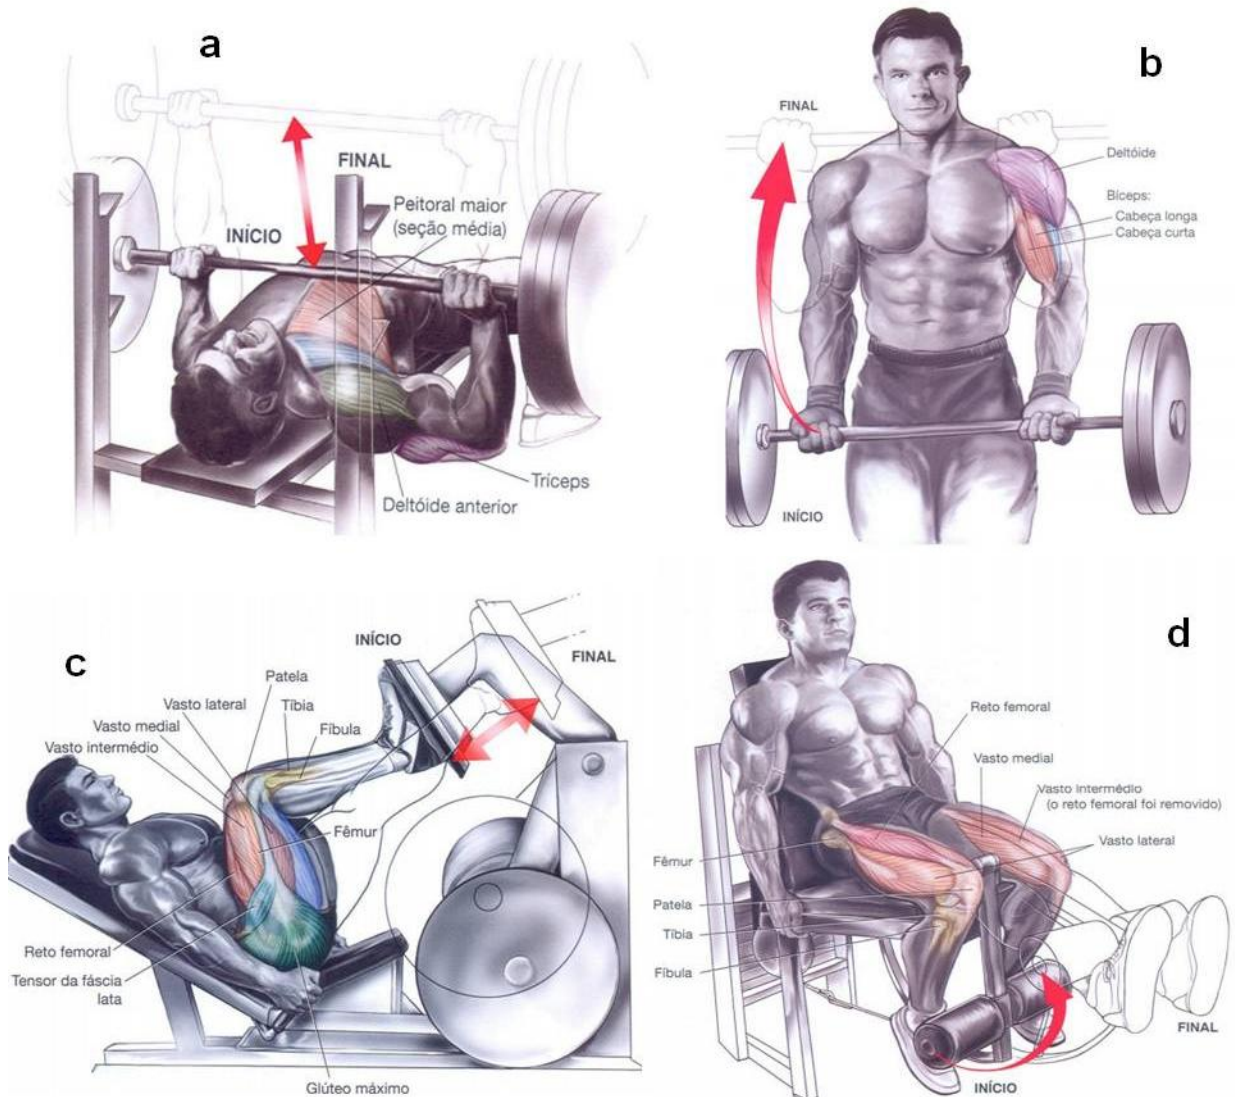 a
FINAL
Peitoral maior
(seção média)
INÍCIO
Tríceps
Deltóide anterior
b
FINAL
Deltóide
Bíceps:
Cabeça longa
Cabeça curta
INÍCIO
c
INÍCIO
FINAL
Patela
Vasto lateral
Tíbia
Vasto medial
Fíbula
Vasto intermédio
Fêmur
Reto femoral
Tensor da fáscia
lata
Glúteo máximo
d
Reto femoral
Vasto medial
Vasto intermédio
(o reto femoral foi removido)
Vasto lateral
Fêmur
Patela
Tíbia
Fíbula
FINAL
INÍCIO